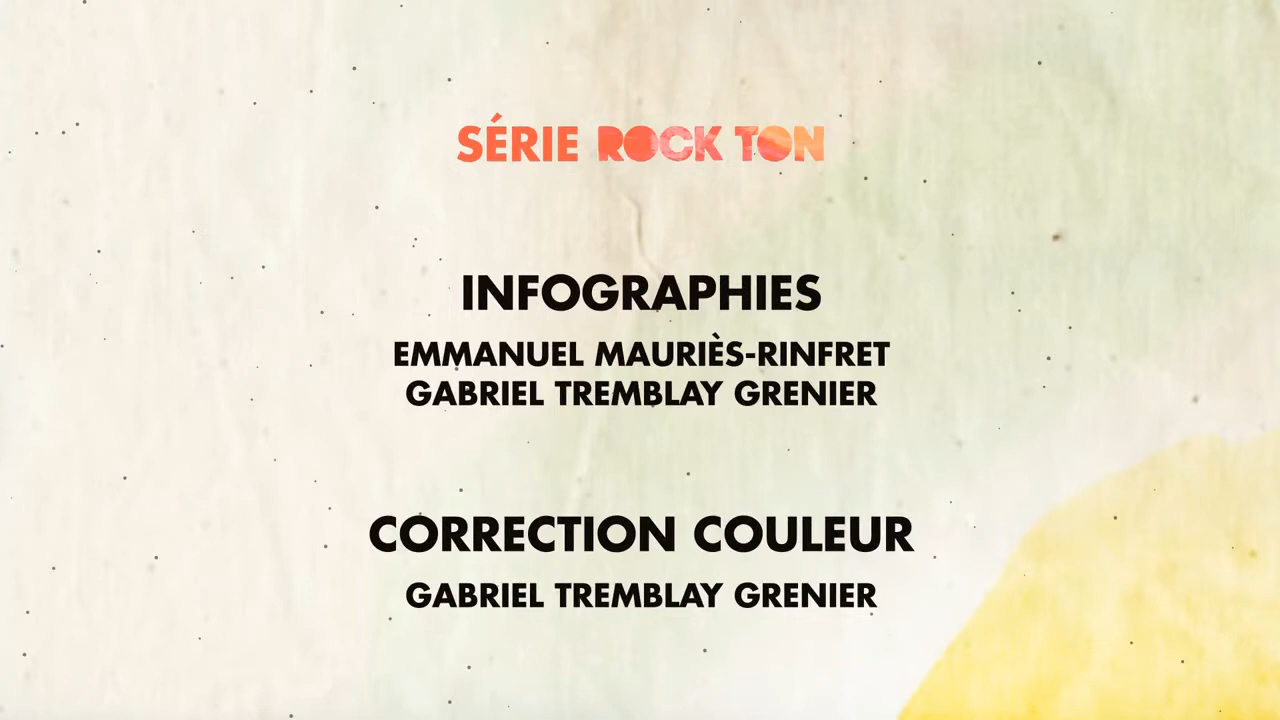 SÉRIE ROCK TON
INFOGRAPHIES
EMMANUEL MAURIÈS-RINFRET
GABRIEL TREMBLAY GRENIER
CORRECTION COULEUR
GABRIEL TREMBLAY GRENIER